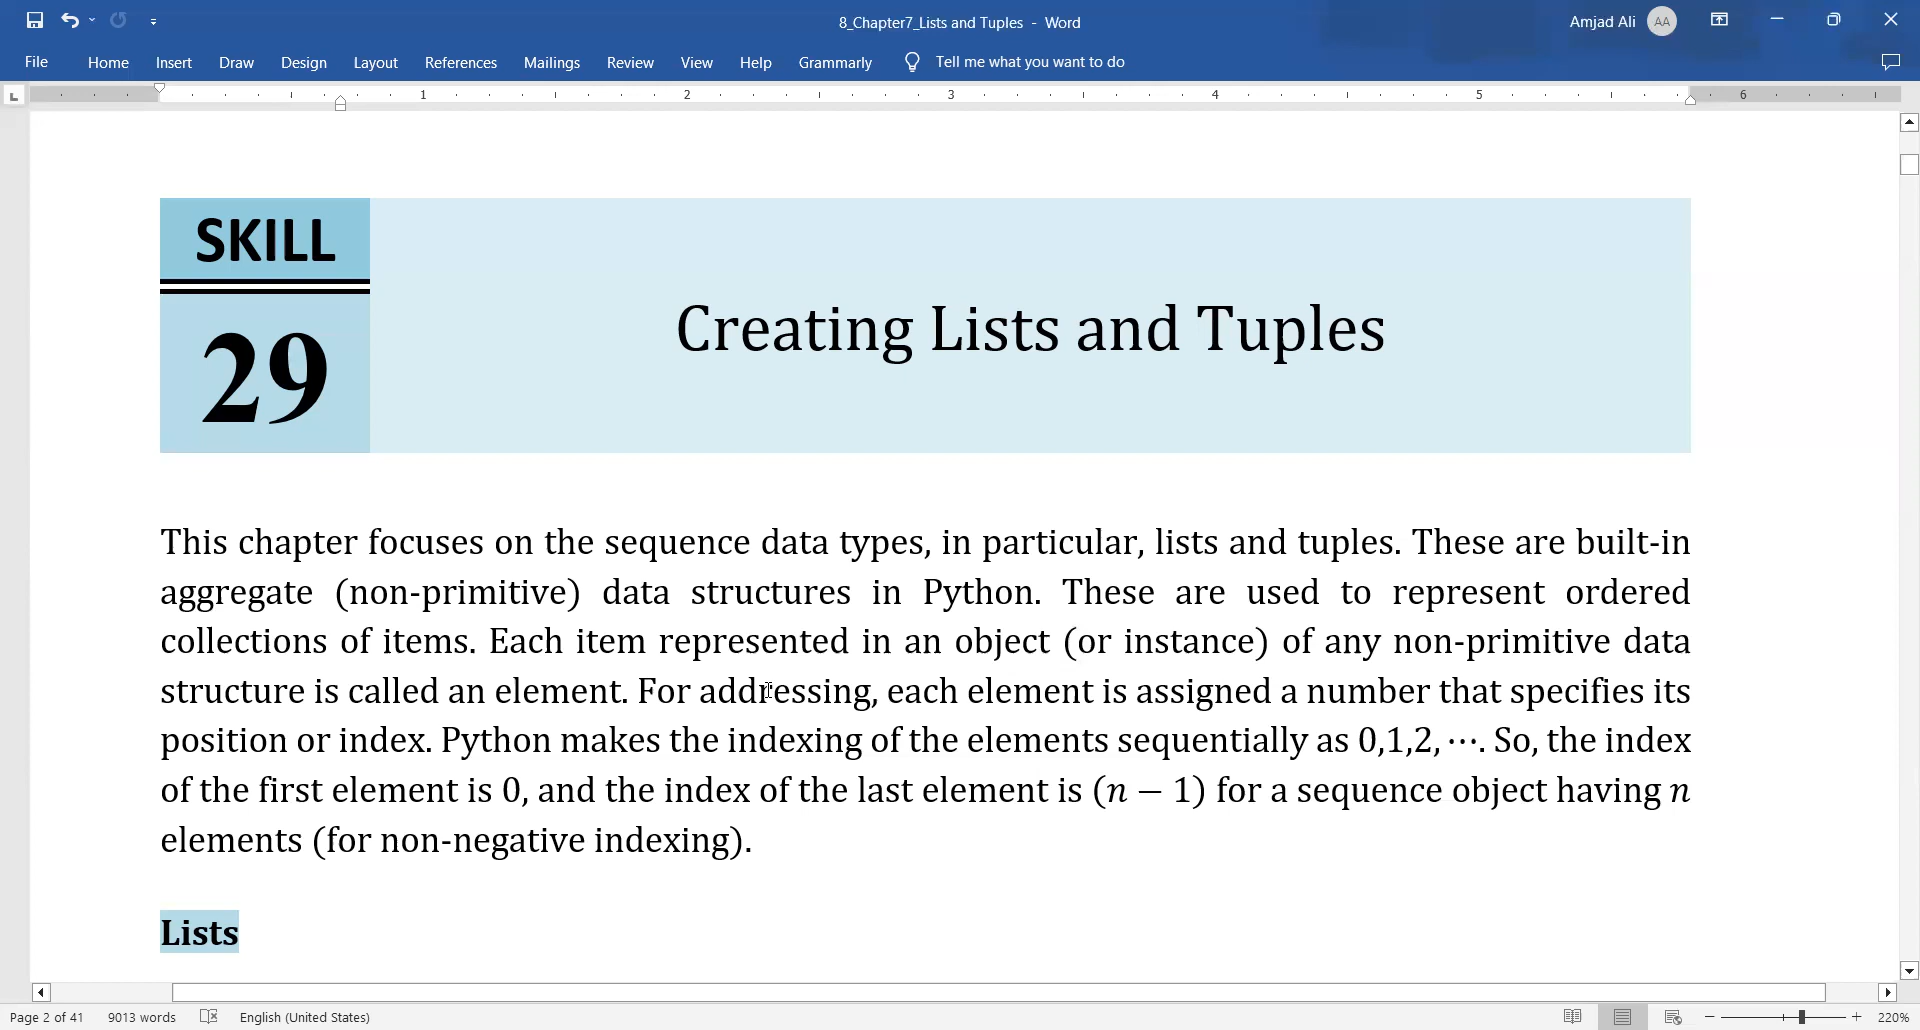 8_Chapter7_Lists and Tuples - Word
Amjad Ali AA
File Home Insert Draw Design Layout References Mailings Review View Help Grammarly Tell me what you want to do
1 2 3 4 5 6
SKILL
29
Creating Lists and Tuples
This chapter focuses on the sequence data types, in particular, lists and tuples. These are built-in
aggregate (non-primitive) data structures in Python. These are used to represent ordered
collections of items. Each item represented in an object (or instance) of any non-primitive data
structure is called an element. For addressing, each element is assigned a number that specifies its
position or index. Python makes the indexing of the elements sequentially as 0,1,2, ⋯. So, the index
of the first element is 0, and the index of the last element is (n − 1) for a sequence object having n
elements (for non-negative indexing).
Lists
Page 2 of 41 9013 words English (United States) 220%